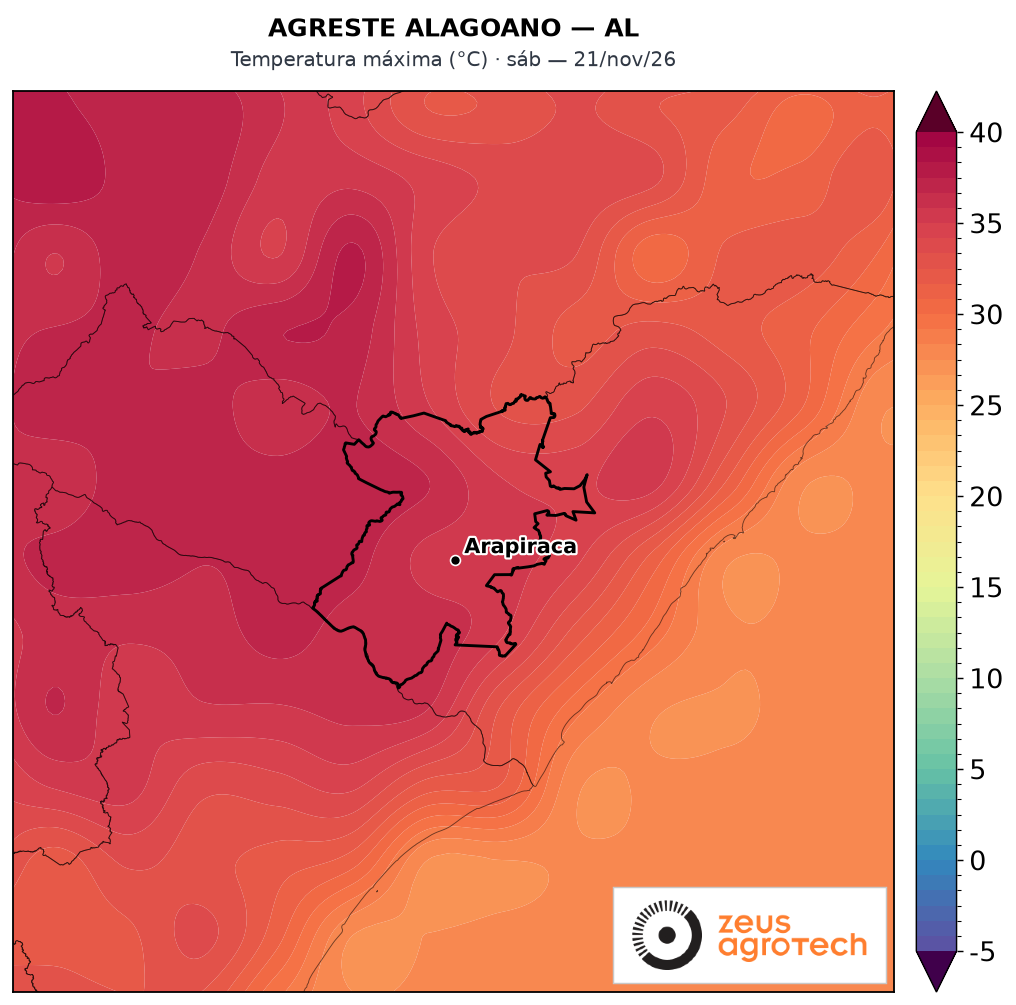 AGRESTE ALAGOANO — AL
Temperatura máxima (°C) · sáb — 21/nov/26
40
35
30
25
20
15
10
5
0
-5
Arapiraca
zeus
agrotech